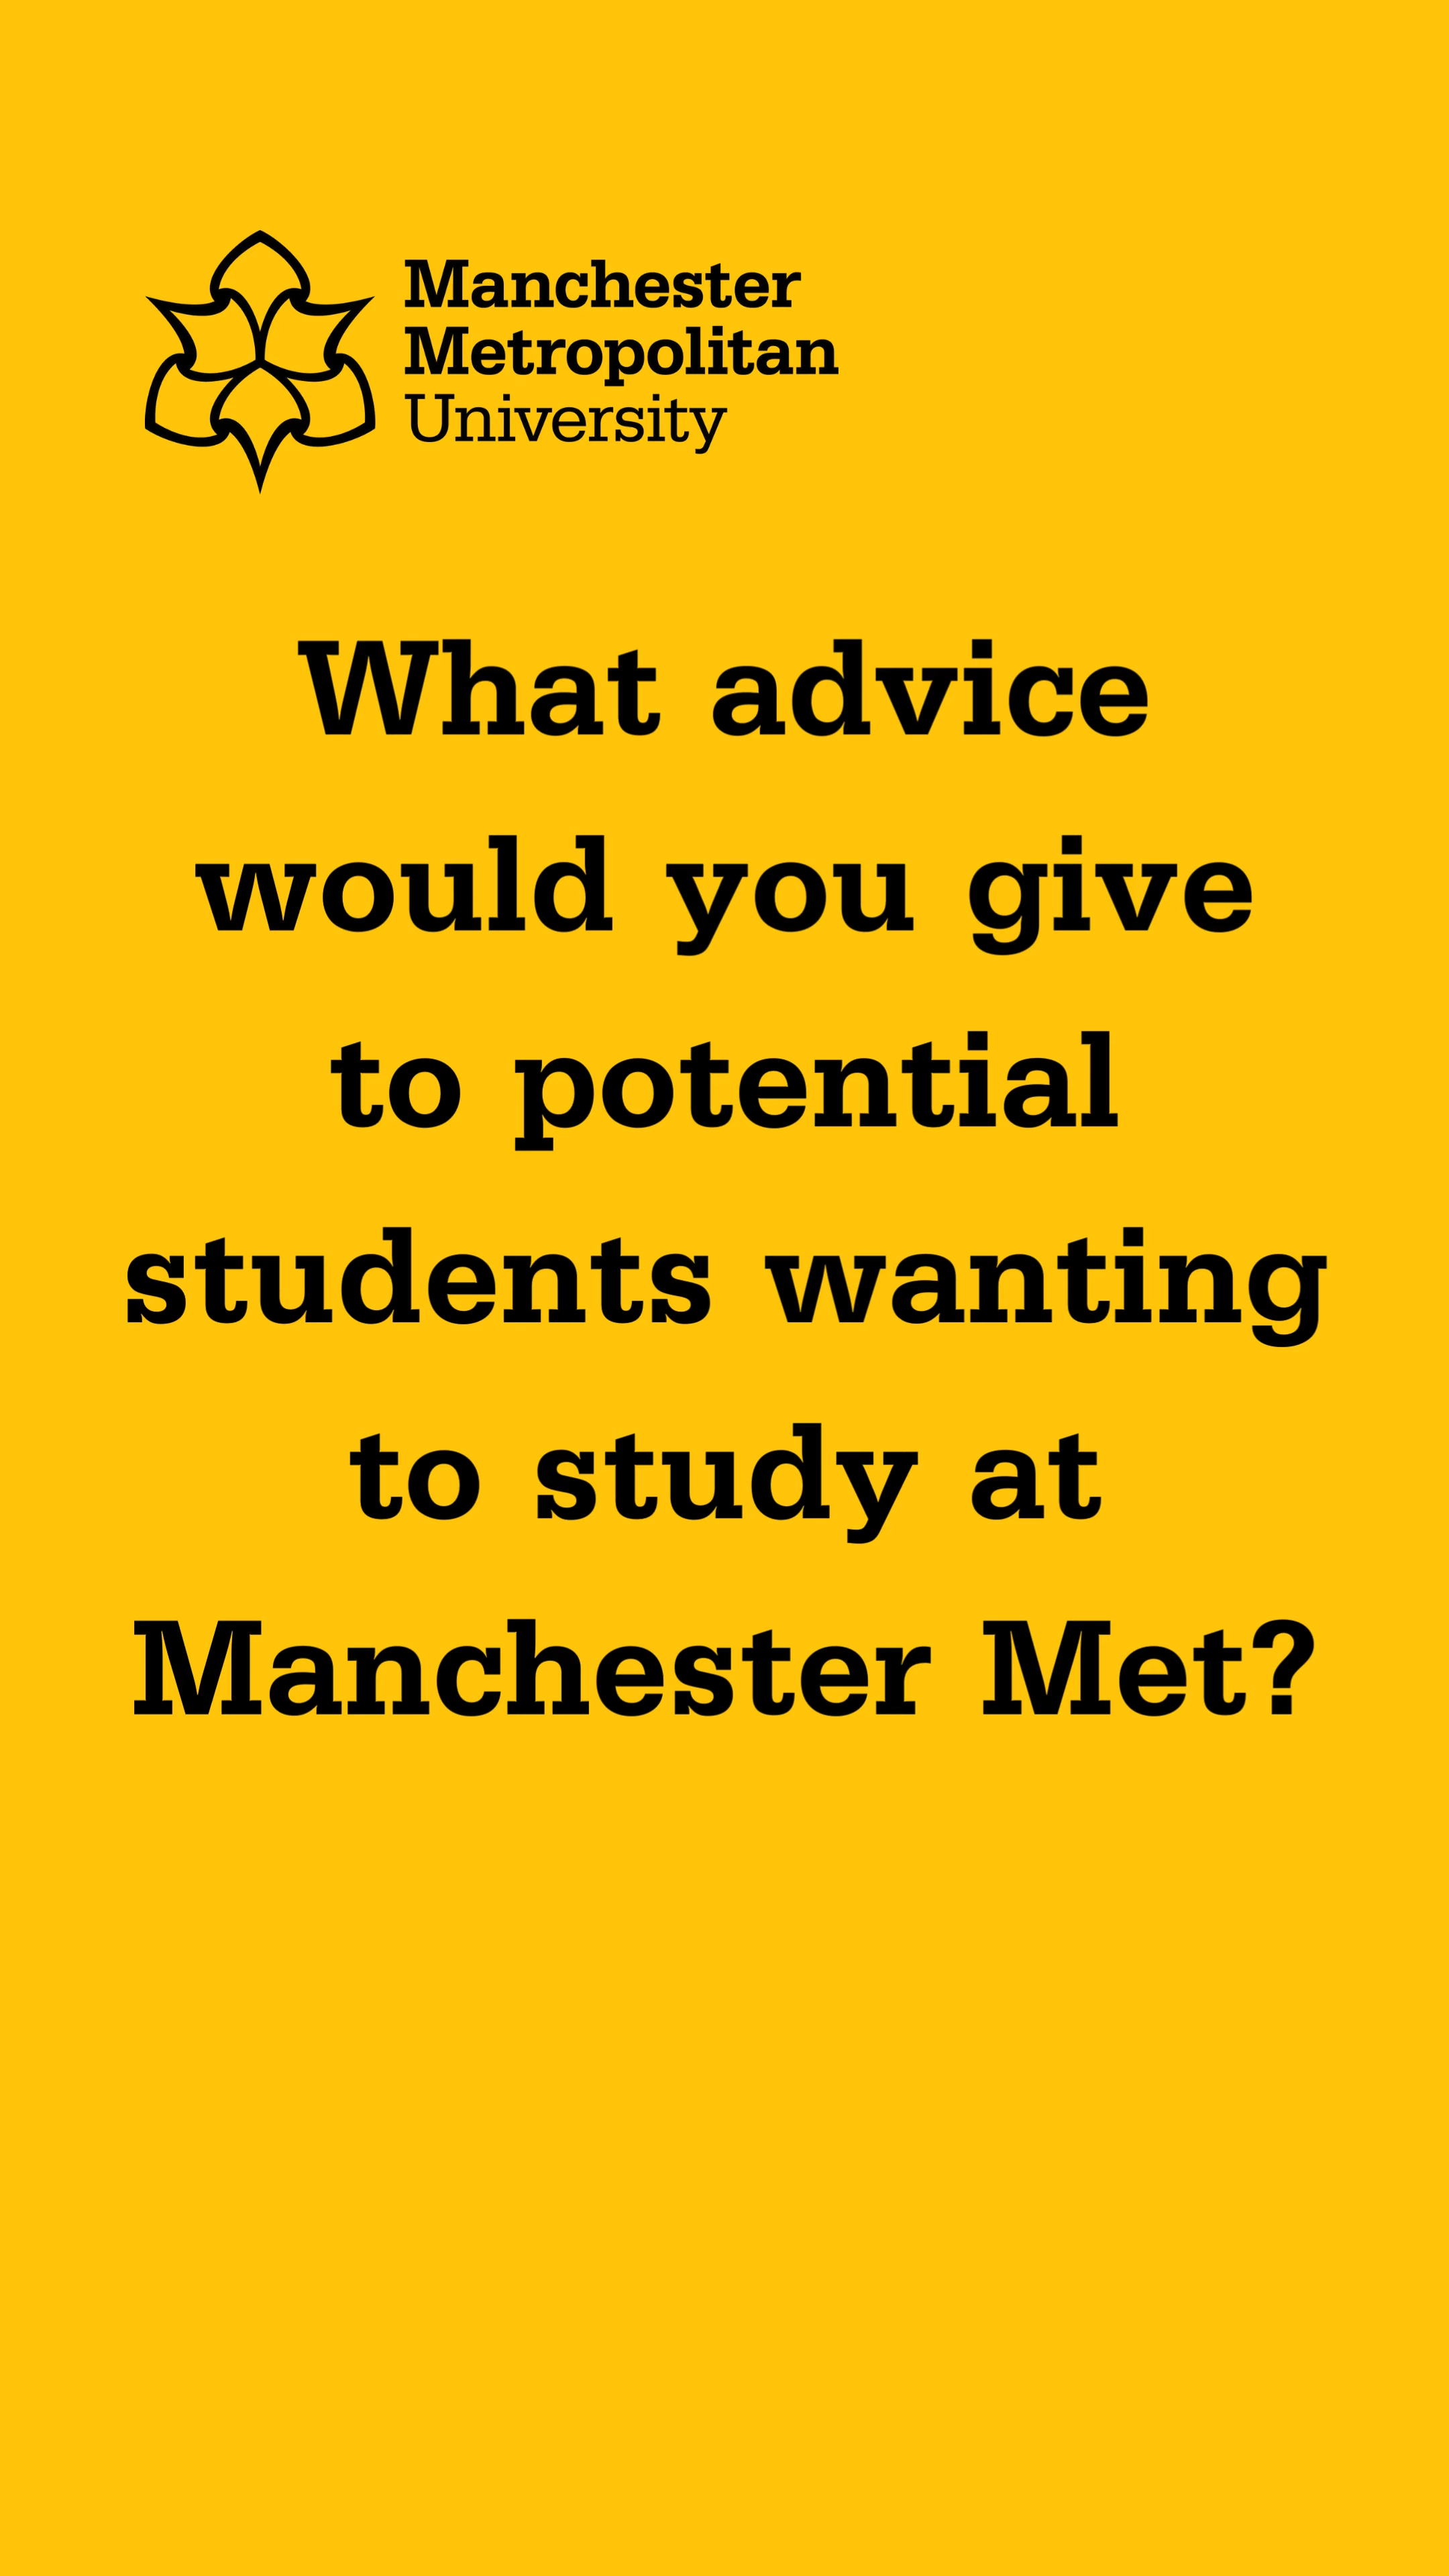 Manchester
Metropolitan
University
What advice
would you give
to potential
students wanting
to study at
Manchester Met?